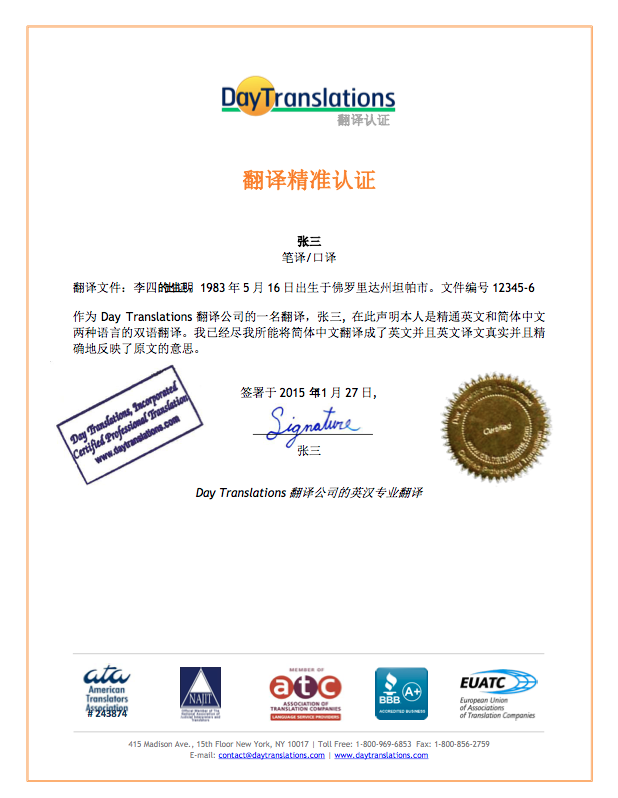 DayTranslations
翻译认证
翻译精准认证
张三
笔译/口译
翻译文件：李四的出生证明 1983 年 5 月 16 日出生于佛罗里达州坦帕市。文件编号 12345-6
作为 Day Translations 翻译公司的一名翻译，张三, 在此声明本人是精通英文和简体中文
两种语言的双语翻译。我已经尽我所能将简体中文翻译成了英文并且英文译文真实并且精
确地反映了原文的意思。
Day Translations, Incorporated
Certified Professional Translation
www.daytranslations.com
签署于 2015 年 1 月 27 日,
Signature
张三
Certified
Day Translations 翻译公司的英汉专业翻译
ata
American
Translators
Association
# 243874
NAJIT
Official Member of The
National Association of
Judiciary Interpreters and
Translators
MEMBER OF
atc
ASSOCIATION OF
TRANSLATION COMPANIES
LANGUAGE SERVICE PROVIDERS
BBB
A+
ACCREDITED BUSINESS
EUATC
European Union
of Associations
of Translation Companies
415 Madison Ave., 15th Floor New York, NY 10017 | Toll Free: 1-800-969-6853 Fax: 1-800-856-2759
E-mail: contact@daytranslations.com | www.daytranslations.com